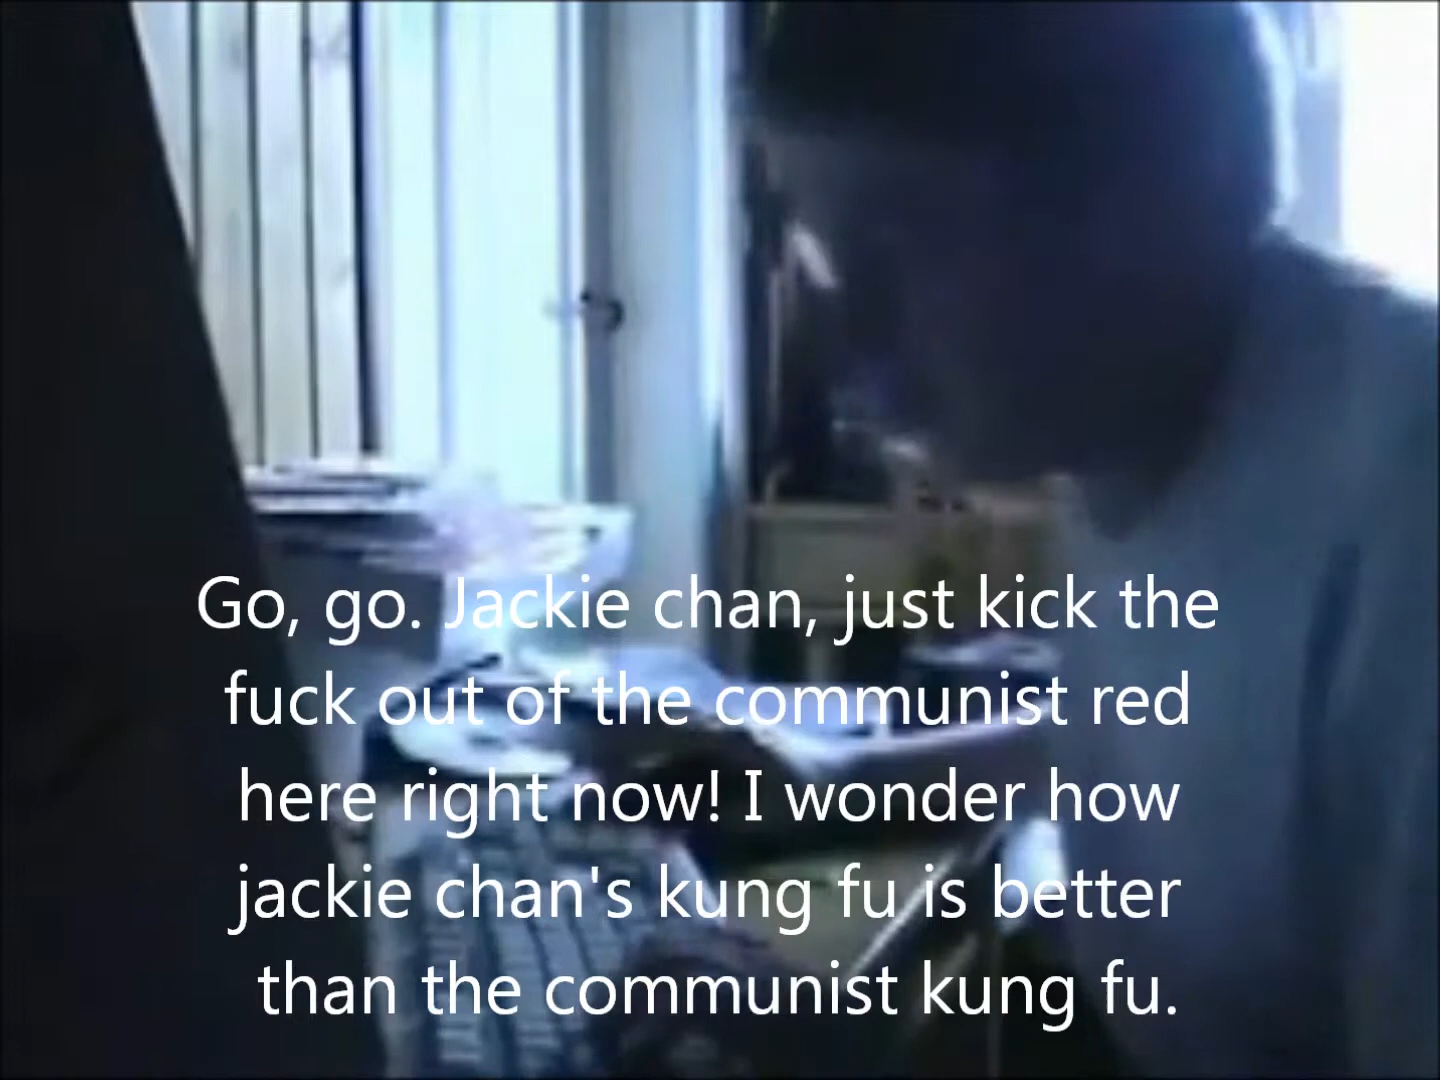 Go, go. Jackie chan, just kick the
fuck out of the communist red
here right now! I wonder how
jackie chan's kung fu is better
than the communist kung fu.